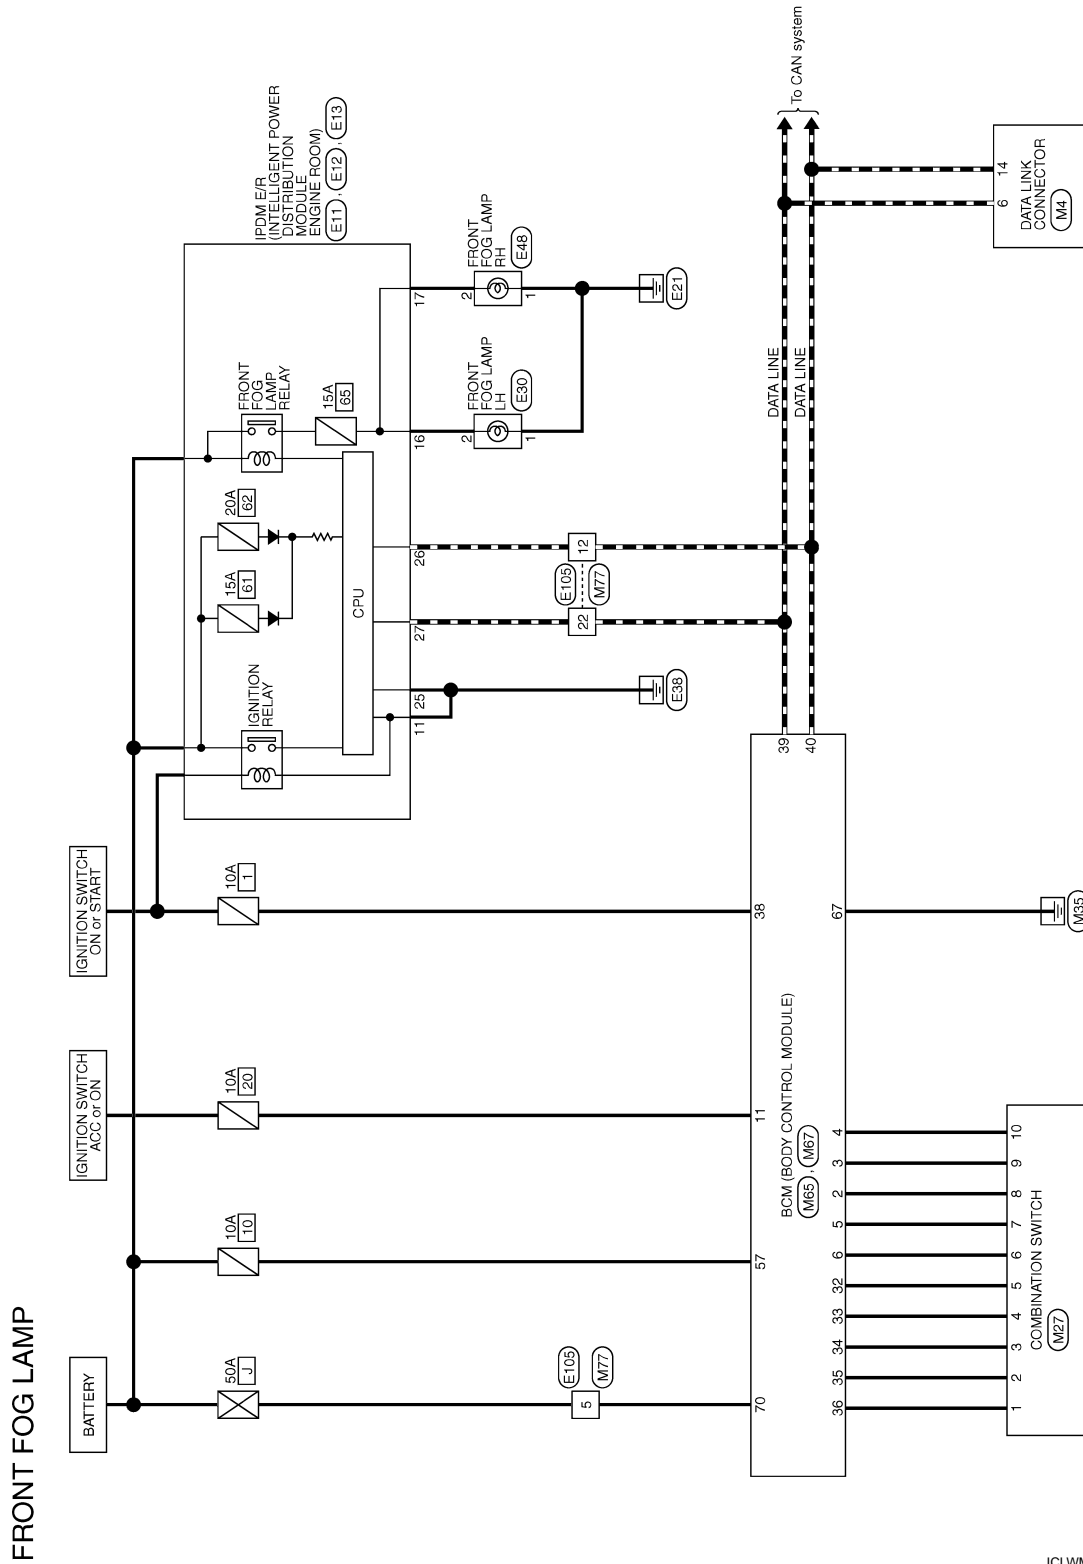 FRONT FOG LAMP
BATTERY
IGNITION SWITCH
ACC or ON
IGNITION SWITCH
ON or START
50A
J
10A
10
10A
20
10A
1
IGNITION
RELAY
15A
61
20A
62
FRONT
FOG
LAMP
RELAY
15A
65
CPU
IPDM E/R
(INTELLIGENT POWER
DISTRIBUTION
MODULE
ENGINE ROOM)
E11 , E12 , E13
11
25
27
26
16
17
2
FRONT
FOG LAMP
LH
E30
1
2
FRONT
FOG LAMP
RH
E48
1
5
E105
M77
22
E105
M77
12
E38
E21
DATA LINE
DATA LINE
To CAN system
70
57
11
38
39
40
BCM (BODY CONTROL MODULE)
M65 , M67
36
35
34
33
32
6
5
2
3
4
67
1
2
3
4
5
6
7
8
9
10
COMBINATION SWITCH
M27
M35
6
14
DATA LINK
CONNECTOR
M4